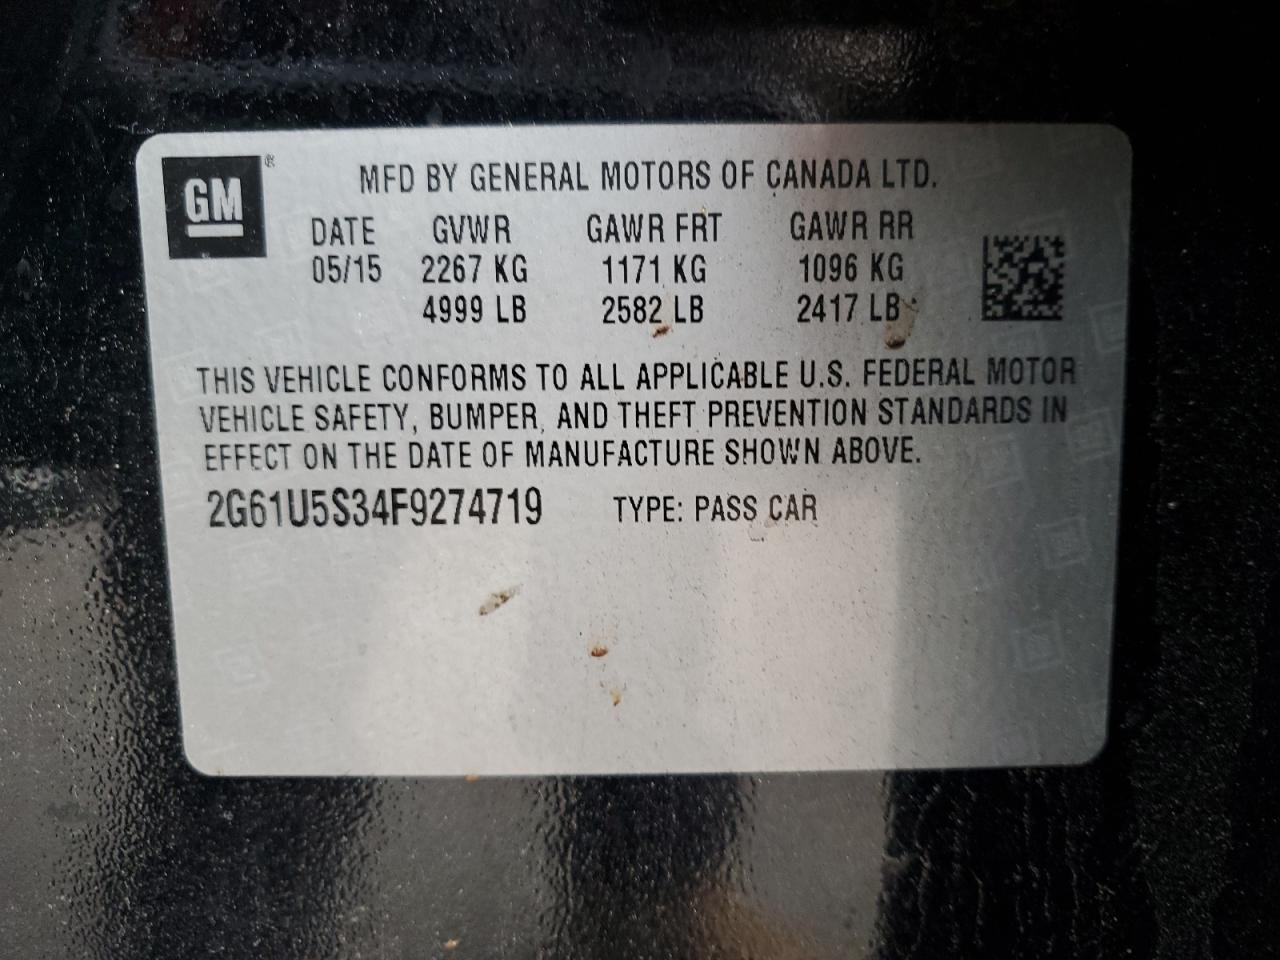 GM ®
MFD BY GENERAL MOTORS OF CANADA LTD.
DATE GVWR GAWR FRT GAWR RR
05/15 2267 KG 1171 KG 1096 KG
4999 LB 2582 LB 2417 LB
THIS VEHICLE CONFORMS TO ALL APPLICABLE U.S. FEDERAL MOTOR
VEHICLE SAFETY, BUMPER, AND THEFT PREVENTION STANDARDS IN
EFFECT ON THE DATE OF MANUFACTURE SHOWN ABOVE.
2G61U5S34F9274719 TYPE: PASS CAR